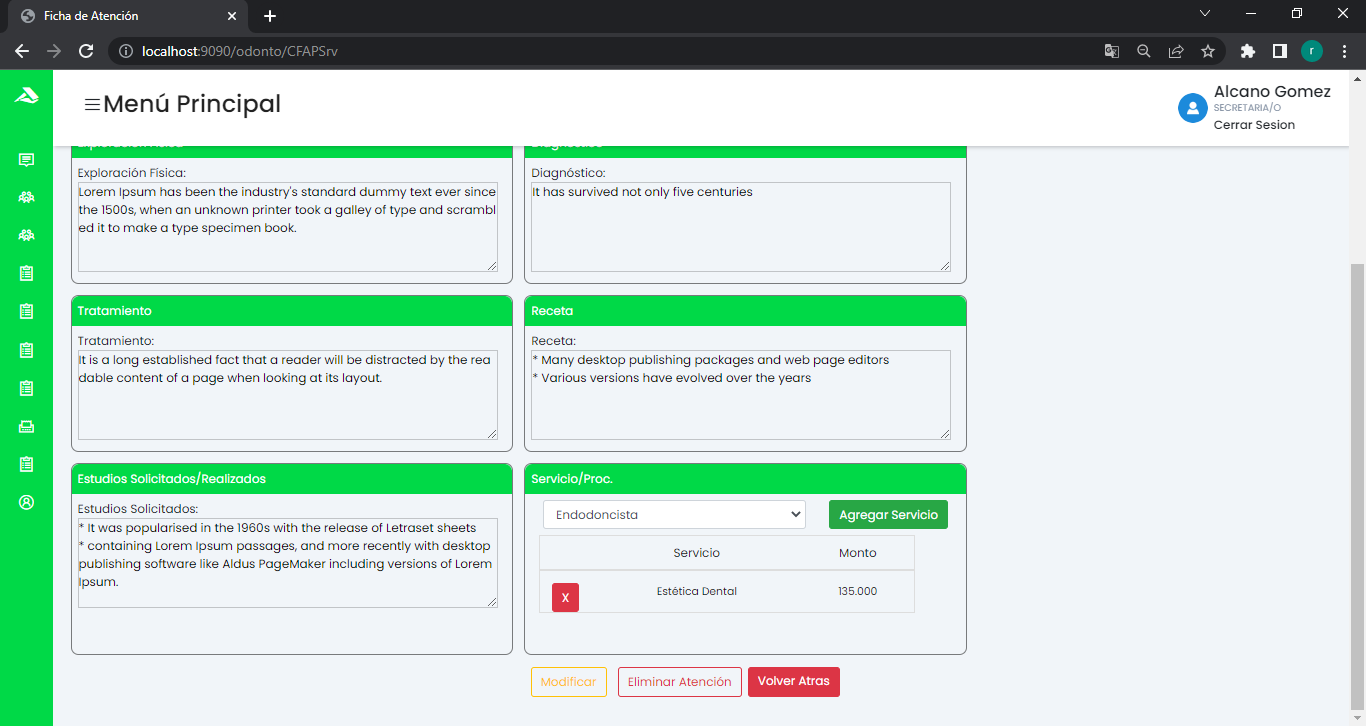 Ficha de Atención
localhost:9090/odonto/CFAPSrv
r
Menú Principal
Alcano Gomez
SECRETARIA/O
Cerrar Sesion
Exploración Física:
Lorem Ipsum has been the industry's standard dummy text ever since
the 1500s, when an unknown printer took a galley of type and scrambl
ed it to make a type specimen book.
Diagnóstico:
It has survived not only five centuries
Tratamiento
Tratamiento:
It is a long established fact that a reader will be distracted by the rea
dable content of a page when looking at its layout.
Receta
Receta:
* Many desktop publishing packages and web page editors
* Various versions have evolved over the years
Estudios Solicitados/Realizados
Estudios Solicitados:
* It was popularised in the 1960s with the release of Letraset sheets
* containing Lorem Ipsum passages, and more recently with desktop
publishing software like Aldus PageMaker including versions of Lorem
Ipsum.
Servicio/Proc.
Endodoncista
Agregar Servicio
Servicio Monto
X Estética Dental 135.000
Modificar Eliminar Atención Volver Atras